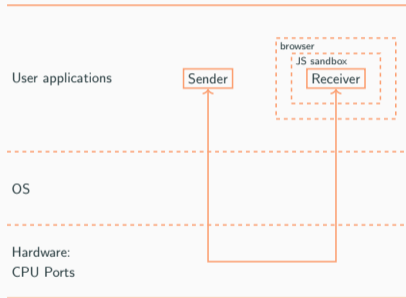 browser
JS sandbox
User applications
Sender
Receiver
OS
Hardware:
CPU Ports